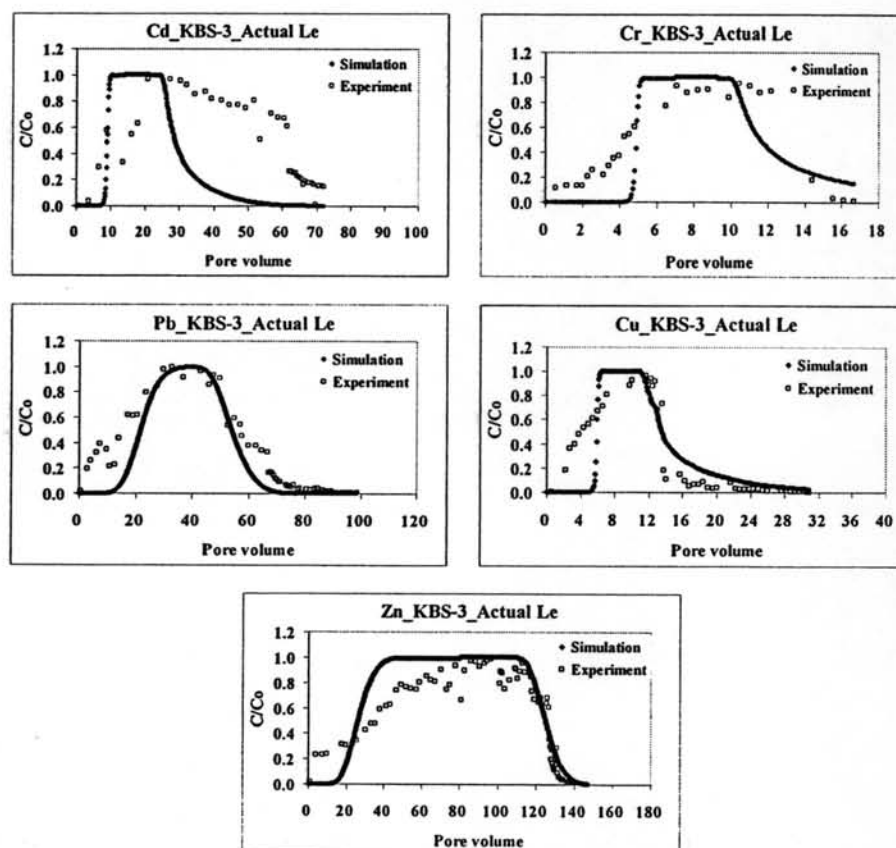 Cd_KBS-3_Actual Le
1.2
1.0
0.8
0.6
0.4
0.2
0.0
C/Co
Simulation
Experiment
0 10 20 30 40 50 60 70 80 90 100
Pore volume
Cr_KBS-3_Actual Le
1.2
1.0
0.8
0.6
0.4
0.2
0.0
C/Co
Simulation
Experiment
0 2 4 6 8 10 12 14 16 18
Pore volume
Pb_KBS-3_Actual Le
1.2
1.0
0.8
0.6
0.4
0.2
0.0
C/Co
Simulation
Experiment
0 20 40 60 80 100 120
Pore volume
Cu_KBS-3_Actual Le
1.2
1.0
0.8
0.6
0.4
0.2
0.0
C/Co
Simulation
Experiment
0 4 8 12 16 20 24 28 32 36 40
Pore volume
Zn_KBS-3_Actual Le
1.2
1.0
0.8
0.6
0.4
0.2
0.0
C/Co
Simulation
Experiment
0 20 40 60 80 100 120 140 160 180
Pore volume